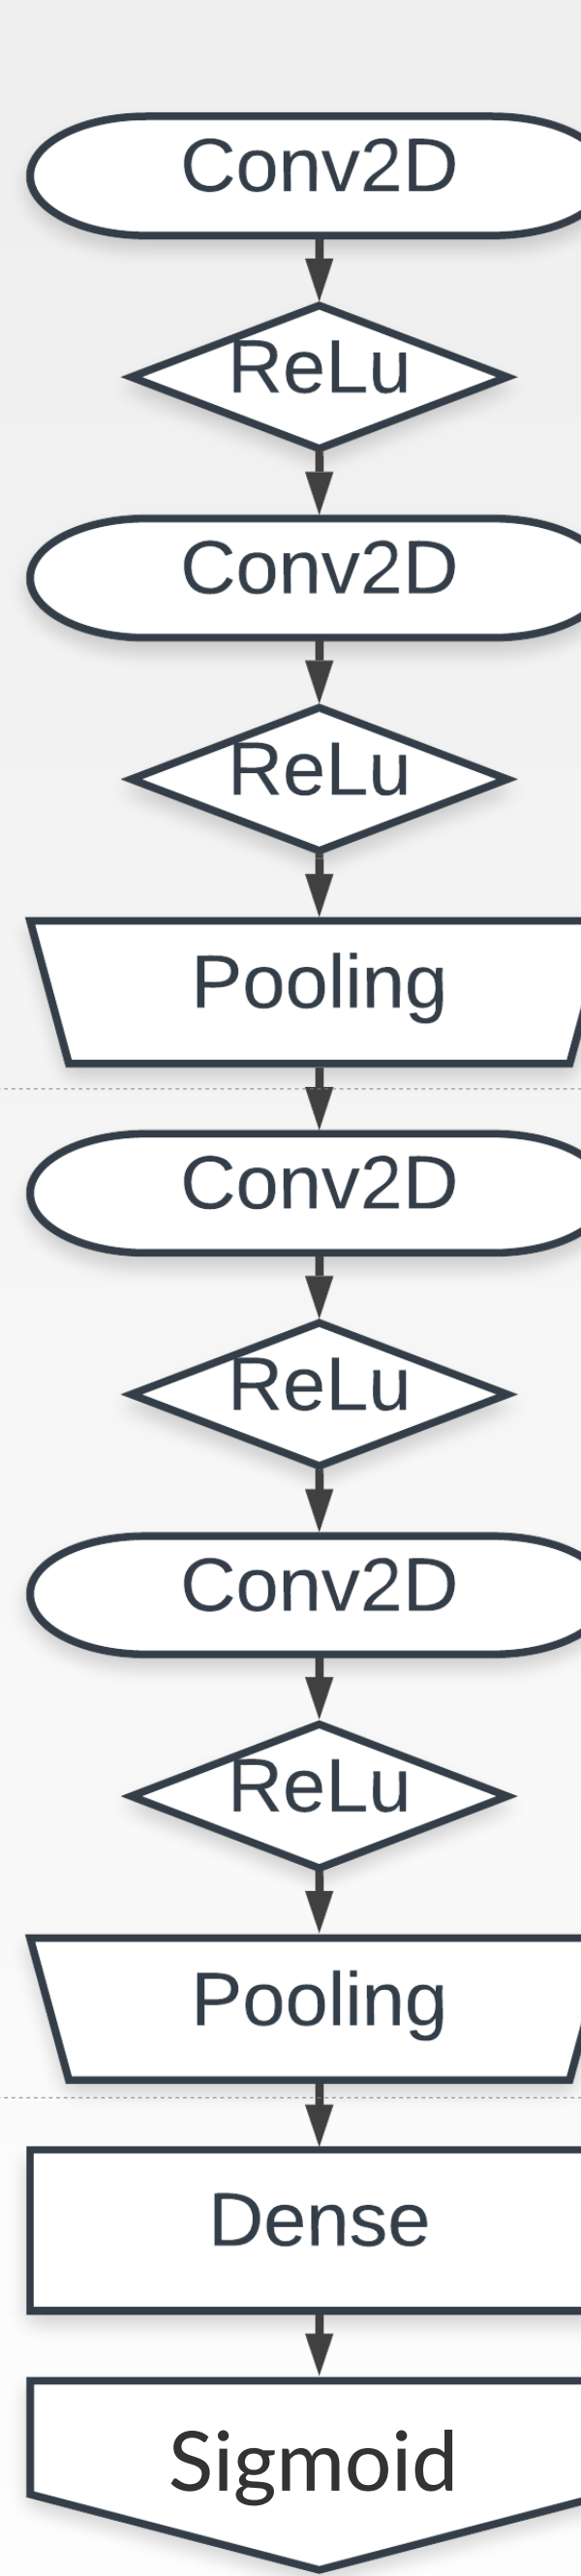 Conv2D
ReLu
Conv2D
ReLu
Pooling
Conv2D
ReLu
Conv2D
ReLu
Pooling
Dense
Sigmoid